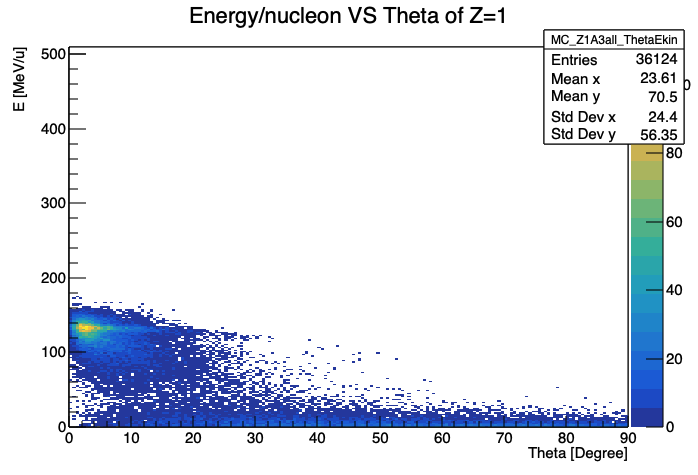 Energy/nucleon VS Theta of Z=1
MC_Z1A3all_ThetaEkin
Entries 36124
Mean x 23.61
Mean y 70.5
Std Dev x 24.4
Std Dev y 56.35
E [MeV/u]
500
400
300
200
100
0
0 10 20 30 40 50 60 70 80 90
Theta [Degree]
80
60
40
20
0